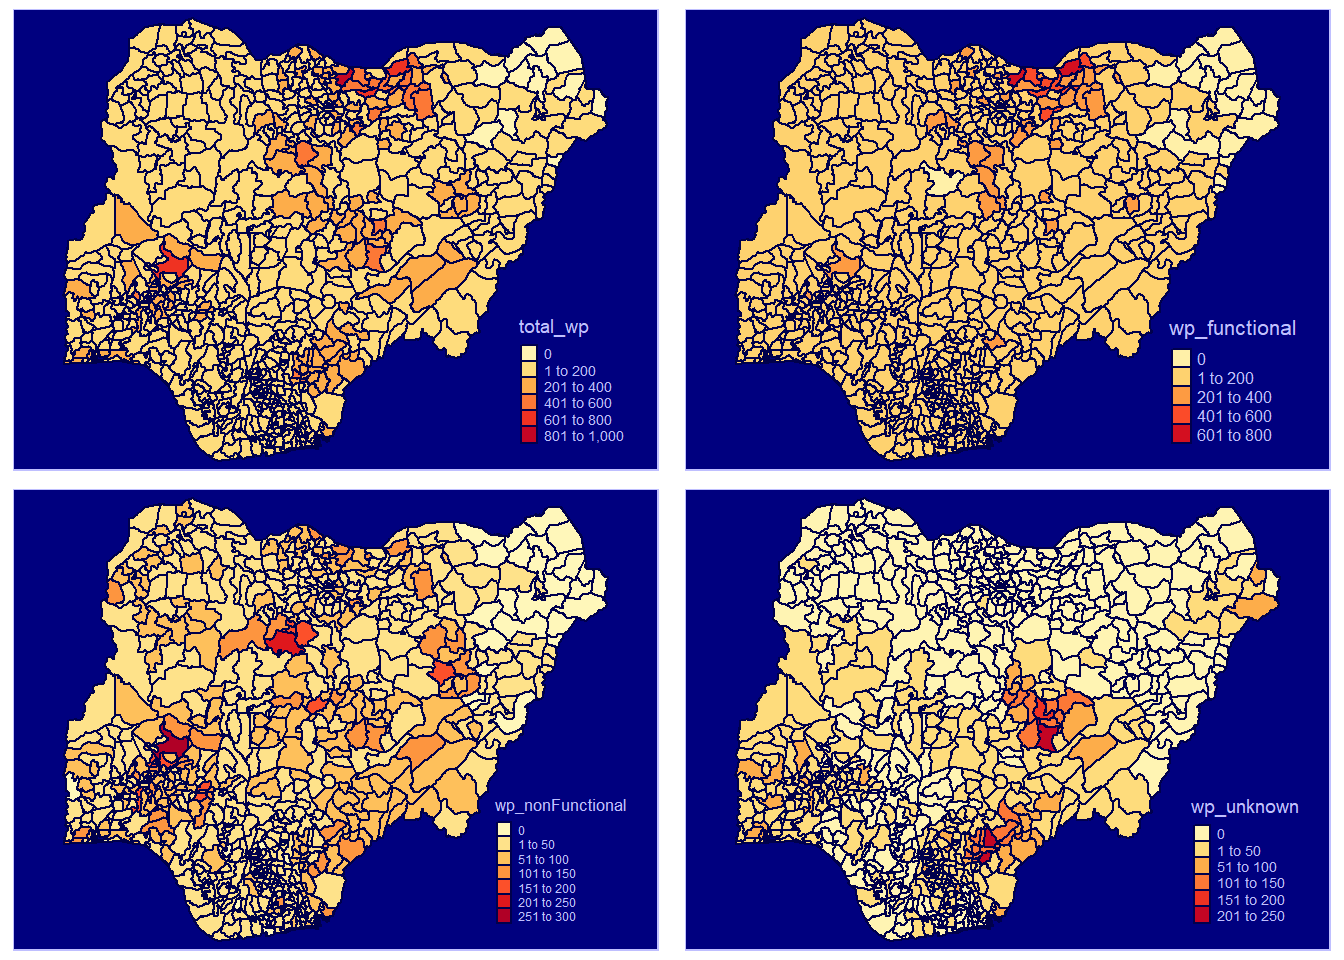 total_wp
0
1 to 200
201 to 400
401 to 600
601 to 800
801 to 1,000
wp_functional
0
1 to 200
201 to 400
401 to 600
601 to 800
wp_nonFunctional
0
1 to 50
51 to 100
101 to 150
151 to 200
201 to 250
251 to 300
wp_unknown
0
1 to 50
51 to 100
101 to 150
151 to 200
201 to 250